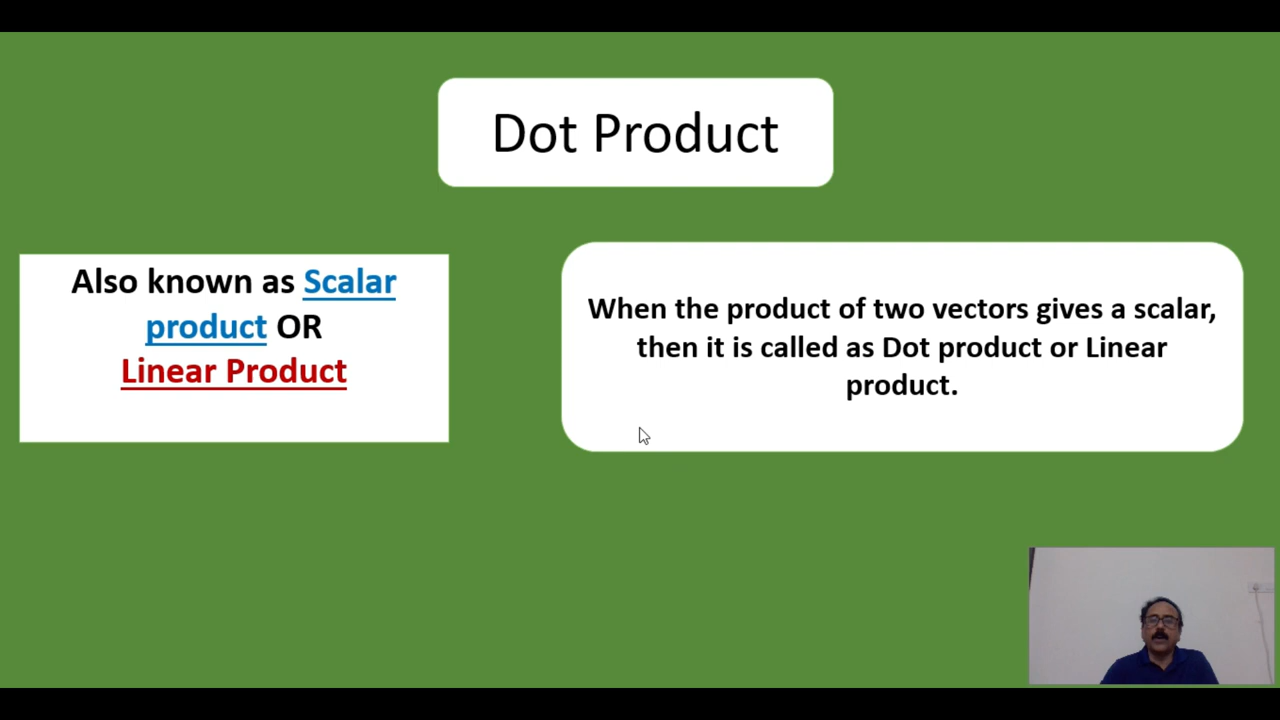 Dot Product
Also known as Scalar
product OR
Linear Product
When the product of two vectors gives a scalar,
then it is called as Dot product or Linear
product.